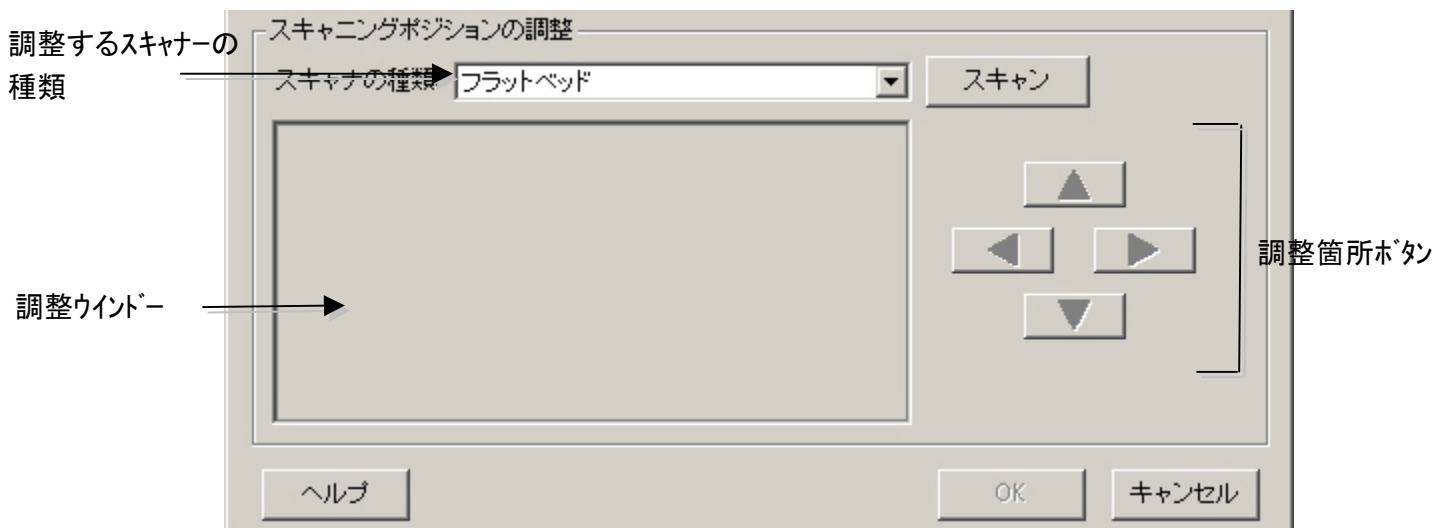 調整するスキャナーの
種類
スキャニングポジションの調整
スキャナの種類 フラットベッド スキャン
調整ウインドー
調整箇所ボタン
ヘルプ OK キャンセル